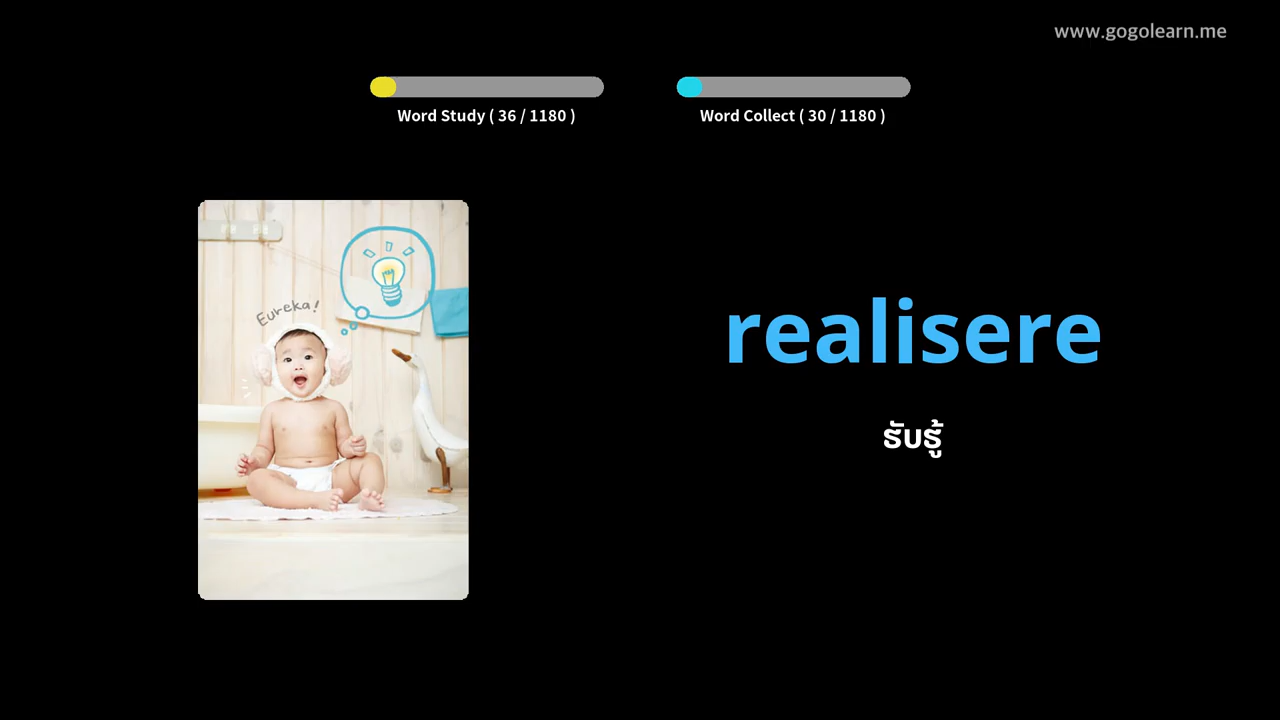 www.gogolearn.me
Word Study ( 36 / 1180 )
Word Collect ( 30 / 1180 )
Eureka!
realisere
รับรู้